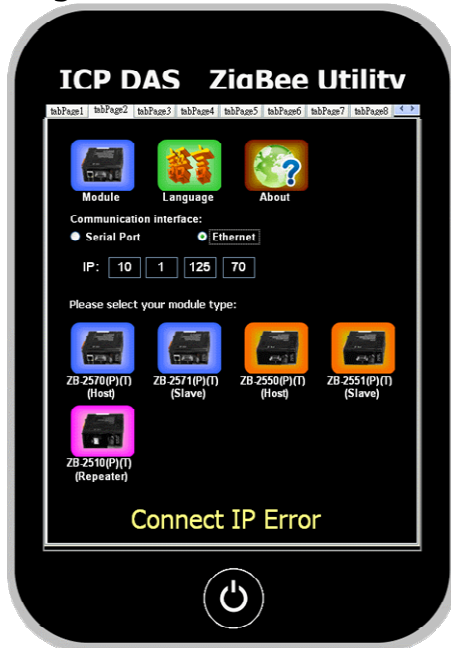 ICP DAS ZigBee Utility
tabPage1 tabPage2 tabPage3 tabPage4 tabPage5 tabPage6 tabPage7 tabPage8
語言
?
Module Language About
Communication interface:
Serial Port Ethernet
IP: 10 1 125 70
Please select your module type:
ZB-2570(P)(T) ZB-2571(P)(T) ZB-2550(P)(T) ZB-2551(P)(T)
(Host) (Slave) (Host) (Slave)
ZB-2510(P)(T)
(Repeater)
Connect IP Error